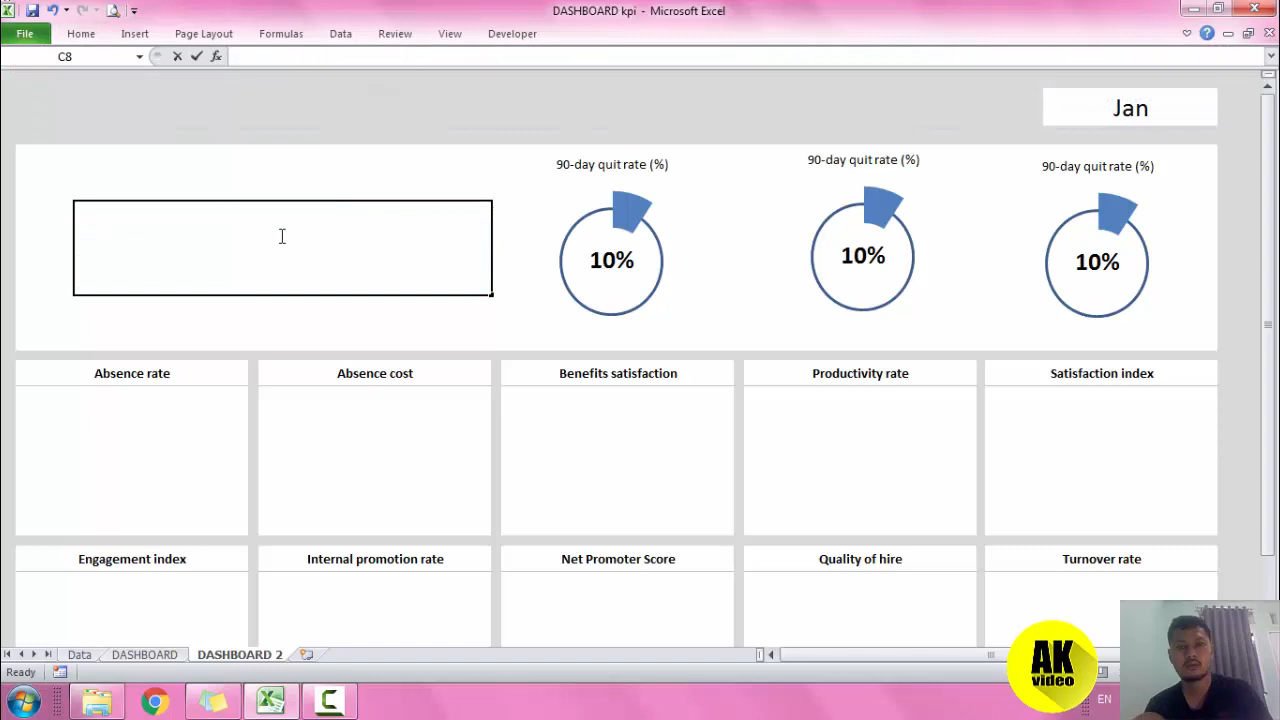 DASHBOARD kpi - Microsoft Excel
File Home Insert Page Layout Formulas Data Review View Developer
C8 fx
Jan
90-day quit rate (%) 90-day quit rate (%) 90-day quit rate (%)
10% 10% 10%
Absence rate Absence cost Benefits satisfaction Productivity rate Satisfaction index
Engagement index Internal promotion rate Net Promoter Score Quality of hire Turnover rate
Data DASHBOARD DASHBOARD 2
Ready
AK
video
EN